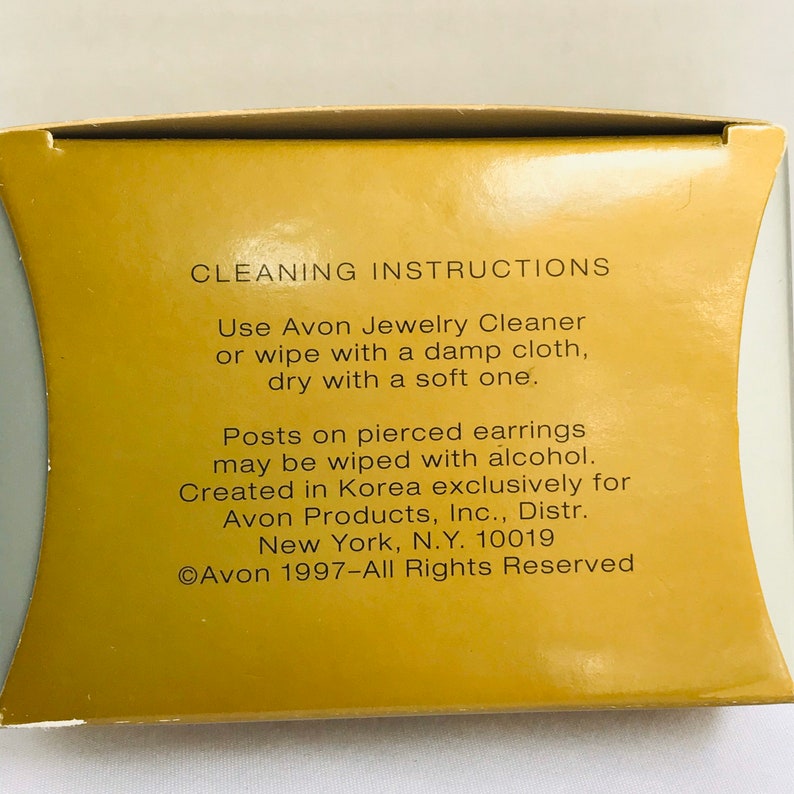 CLEANING INSTRUCTIONS
Use Avon Jewelry Cleaner
or wipe with a damp cloth,
dry with a soft one.
Posts on pierced earrings
may be wiped with alcohol.
Created in Korea exclusively for
Avon Products, Inc., Distr.
New York, N.Y. 10019
©Avon 1997–All Rights Reserved